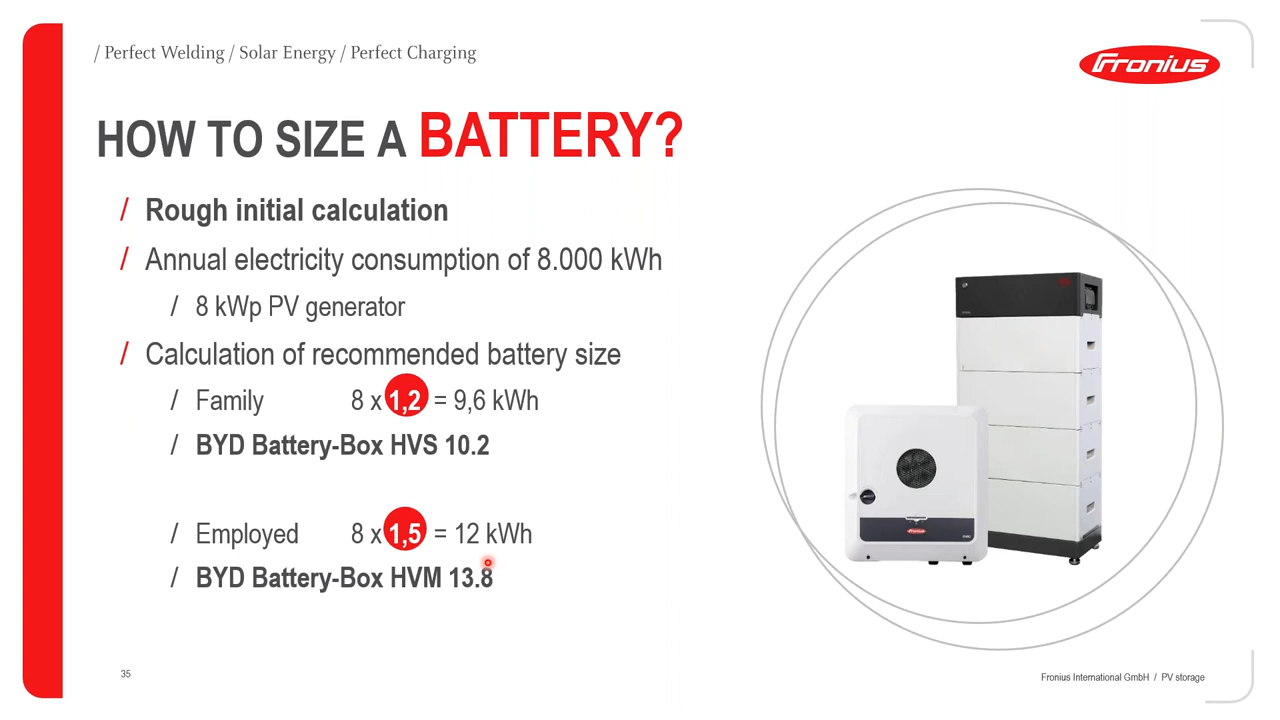 / Perfect Welding / Solar Energy / Perfect Charging
Fronius
HOW TO SIZE A BATTERY?
/ Rough initial calculation
/ Annual electricity consumption of 8.000 kWh
/ 8 kWp PV generator
/ Calculation of recommended battery size
/ Family 8 x 1,2 = 9,6 kWh
/ BYD Battery-Box HVS 10.2
/ Employed 8 x 1,5 = 12 kWh
/ BYD Battery-Box HVM 13.8
Fronius
35
Fronius International GmbH / PV storage